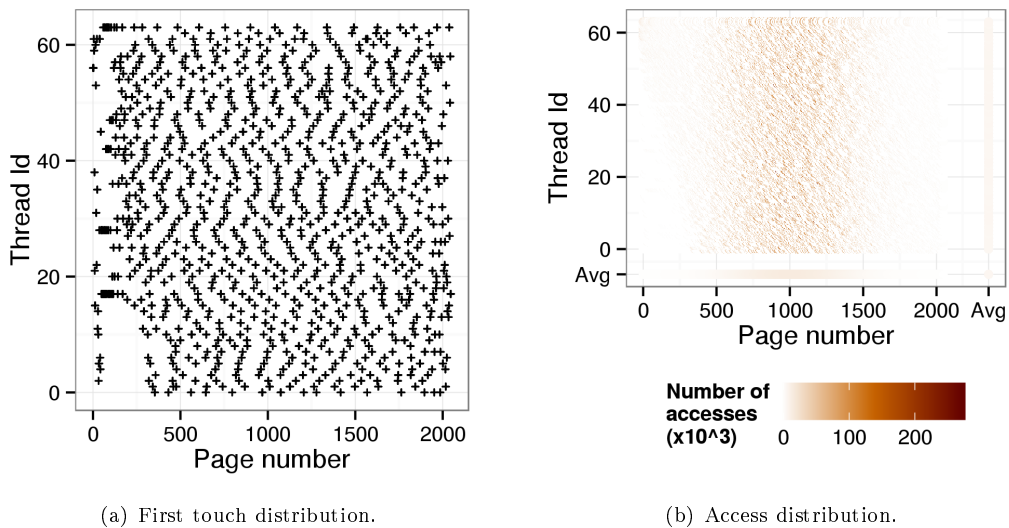 60
40
20
0
Thread Id
0 500 1000 1500 2000
Page number
(a) First touch distribution.
60
40
20
0
Avg
Thread Id
0 500 1000 1500 2000 Avg
Page number
Number of
accesses
(x10^3)
0 100 200
(b) Access distribution.